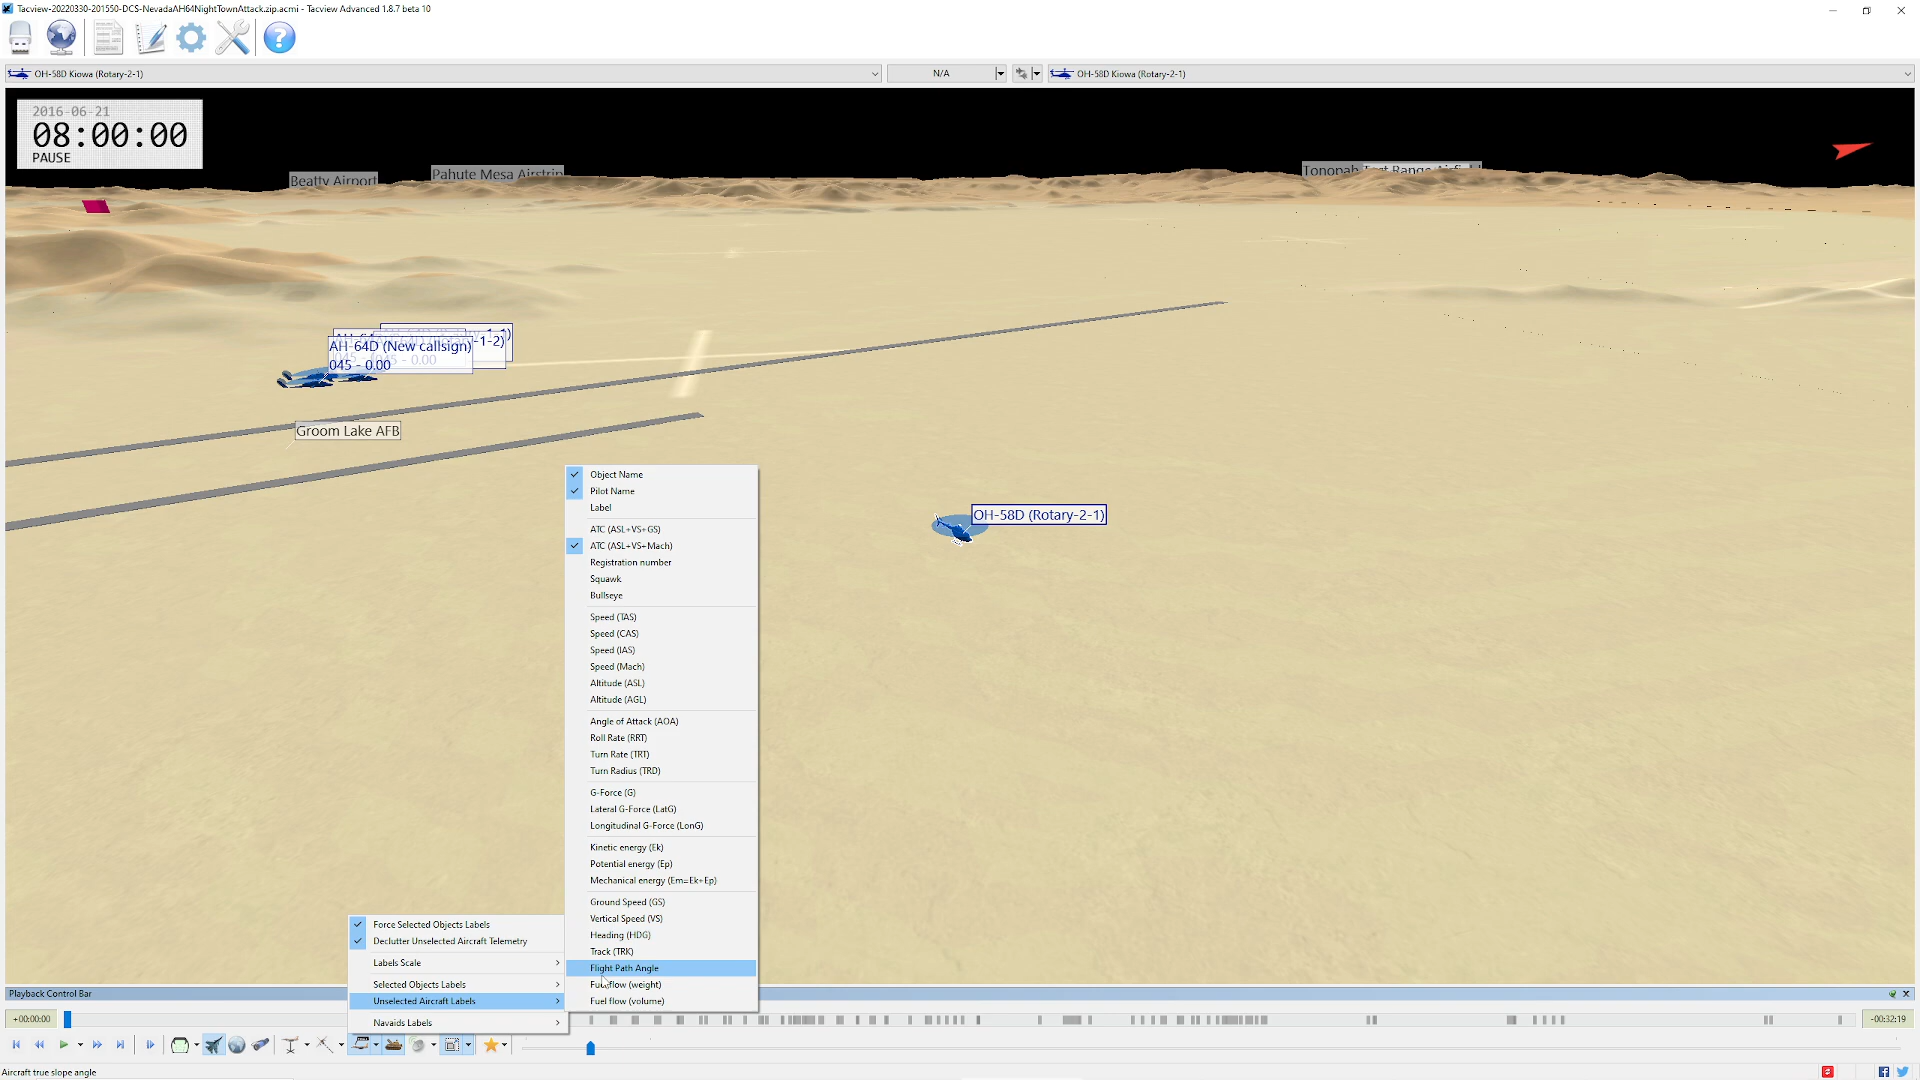 Tacview-20220330-201550-DCS-NevadaAH64NightTownAttack.zip.acmi - Tacview Advanced 1.8.7 beta 10
OH-58D Kiowa (Rotary-2-1)
N/A
OH-58D Kiowa (Rotary-2-1)
2016-06-21
08:00:00
PAUSE
Beatty Airport
Pahute Mesa Airstrip
Tonopah Test Range Airfield
AH-64D (New callsign)
-1-2)
045 - 0.00
Groom Lake AFB
OH-58D (Rotary-2-1)
Object Name
Pilot Name
Label
ATC (ASL+VS+GS)
ATC (ASL+VS+Mach)
Registration number
Squawk
Bullseye
Speed (TAS)
Speed (CAS)
Speed (IAS)
Speed (Mach)
Altitude (ASL)
Altitude (AGL)
Angle of Attack (AOA)
Roll Rate (RRT)
Turn Rate (TRT)
Turn Radius (TRD)
G-Force (G)
Lateral G-Force (LatG)
Longitudinal G-Force (LonG)
Kinetic energy (Ek)
Potential energy (Ep)
Mechanical energy (Em=Ek+Ep)
Ground Speed (GS)
Vertical Speed (VS)
Heading (HDG)
Track (TRK)
Flight Path Angle
Fuel flow (weight)
Fuel flow (volume)
Force Selected Objects Labels
Declutter Unselected Aircraft Telemetry
Labels Scale
Selected Objects Labels
Unselected Aircraft Labels
Navaids Labels
Playback Control Bar
+00:00:00
-00:32:19
Aircraft true slope angle